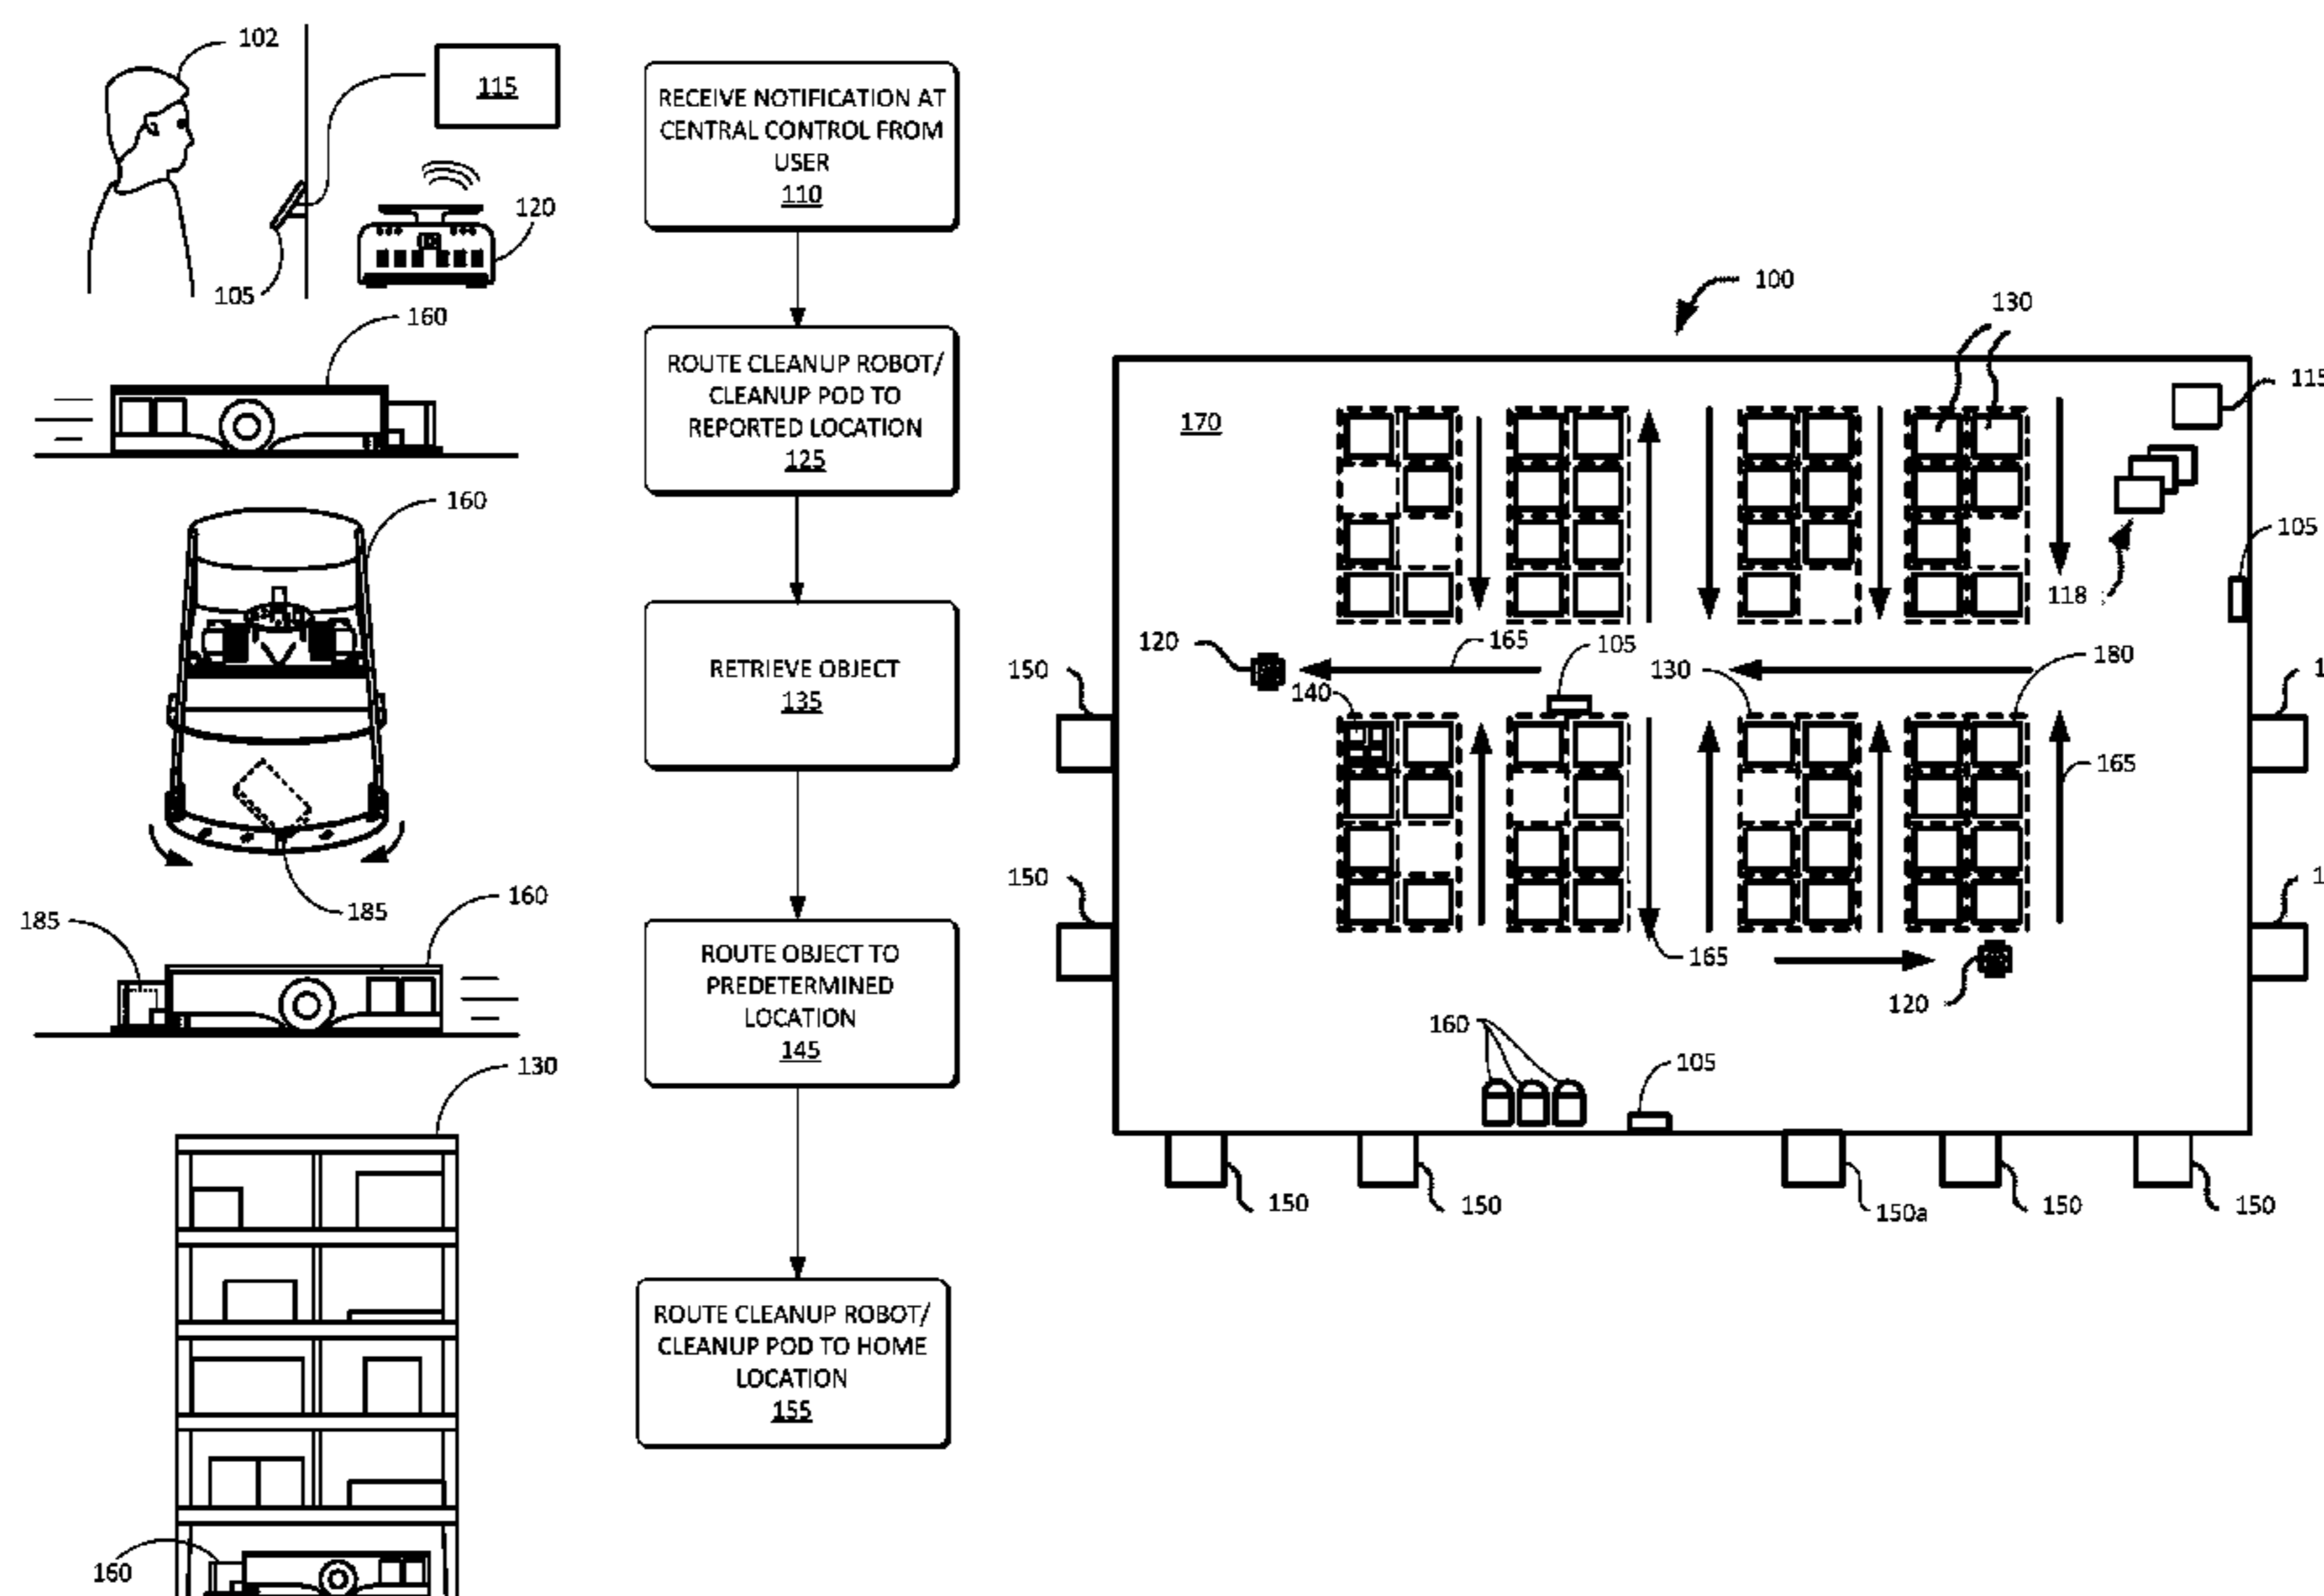 102
115
120
105
160
160
185
185
160
130
160
RECEIVE NOTIFICATION AT
CENTRAL CONTROL FROM
USER
110
ROUTE CLEANUP ROBOT/
CLEANUP POD TO
REPORTED LOCATION
125
RETRIEVE OBJECT
135
ROUTE OBJECT TO
PREDETERMINED
LOCATION
145
ROUTE CLEANUP ROBOT/
CLEANUP POD TO HOME
LOCATION
155
100
130
115
170
105
118
120
165
105
130
180
150
140
165
150
165
120
160
105
150
150
150a
150
150